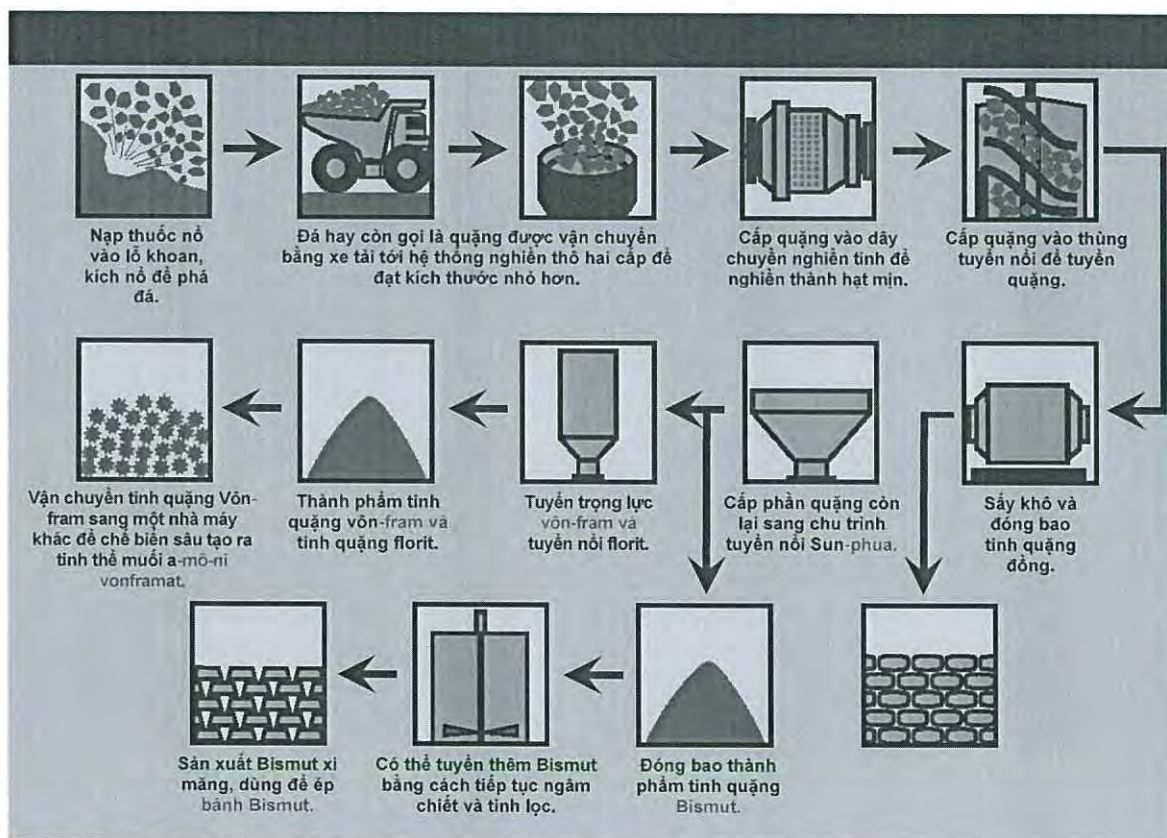 Nạp thuốc nổ
vào lỗ khoan,
kích nổ để phá
đá.
Đá hay còn gọi là quặng được vận chuyển
bằng xe tải tới hệ thống nghiền thô hai cấp để
đạt kích thước nhỏ hơn.
Cấp quặng vào dây
chuyền nghiền tinh để
nghiền thành hạt mịn.
Cấp quặng vào thùng
tuyển nổi để tuyển
quặng.
Vận chuyển tinh quặng Vôn-
fram sang một nhà máy
khác để chế biến sâu tạo ra
tinh thể muối a-mô-ni
vonframat.
Thành phẩm tinh
quặng vôn-fram và
tinh quặng florit.
Tuyển trọng lực
vôn-fram và
tuyển nổi florit.
Cấp phần quặng còn
lại sang chu trình
tuyển nổi Sun-phua.
Sấy khô và
đóng bao
tinh quặng
đồng.
Sản xuất Bismut xi
măng, dùng để ép
bánh Bismut.
Có thể tuyển thêm Bismut
bằng cách tiếp tục ngâm
chiết và tinh lọc.
Đóng bao thành
phẩm tinh quặng
Bismut.